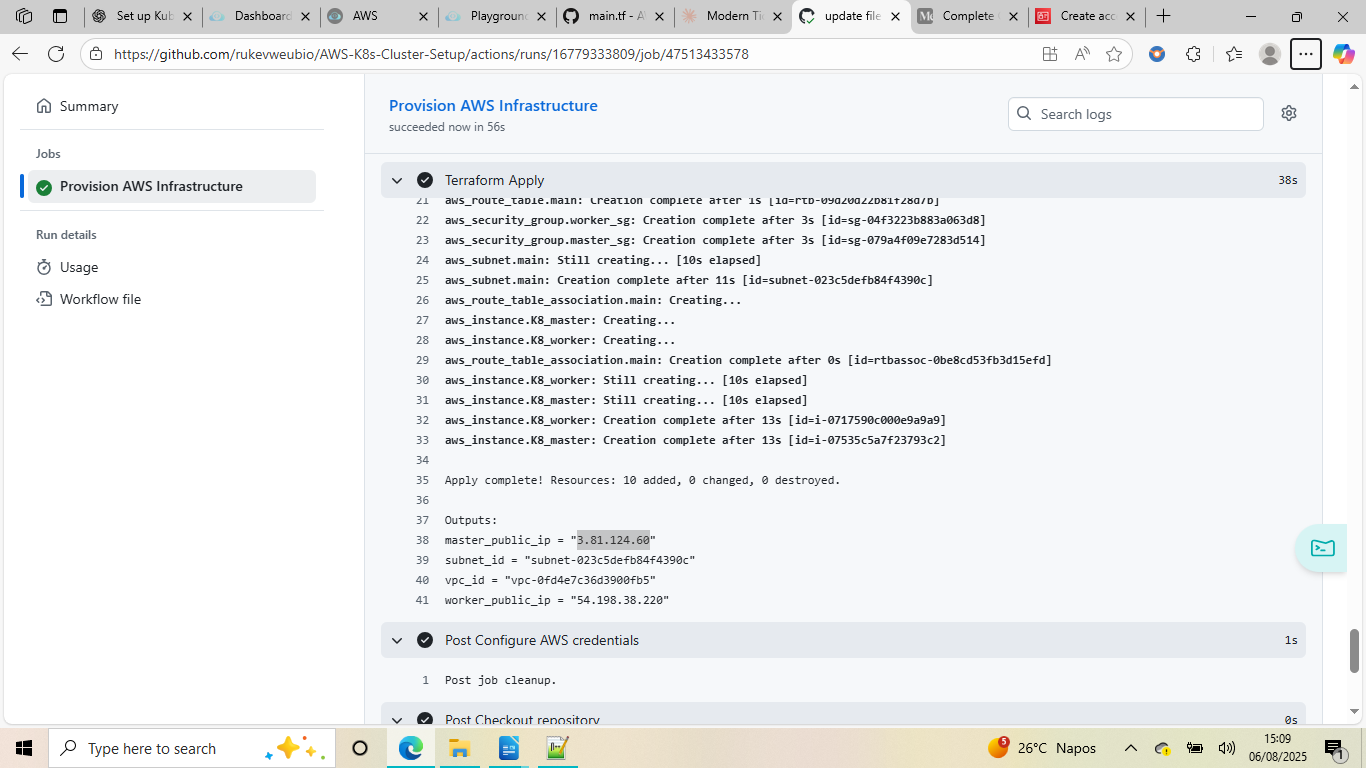 Set up Kub
Dashboard
AWS
Playground
main.tf - A
Modern Ti
update file
Complete
Create acc
https://github.com/rukevweubio/AWS-K8s-Cluster-Setup/actions/runs/16779333809/job/47513433578
Summary
Jobs
Provision AWS Infrastructure
Run details
Usage
Workflow file
Provision AWS Infrastructure
succeeded now in 56s
Search logs
Terraform Apply
38s
21 aws_route_table.main: Creation complete after 1s [id=rtb-09d20d22b81f28d7b]
22 aws_security_group.worker_sg: Creation complete after 3s [id=sg-04f3223b883a063d8]
23 aws_security_group.master_sg: Creation complete after 3s [id=sg-079a4f09e7283d514]
24 aws_subnet.main: Still creating... [10s elapsed]
25 aws_subnet.main: Creation complete after 11s [id=subnet-023c5defb84f4390c]
26 aws_route_table_association.main: Creating...
27 aws_instance.K8_master: Creating...
28 aws_instance.K8_worker: Creating...
29 aws_route_table_association.main: Creation complete after 0s [id=rtbassoc-0be8cd53fb3d15efd]
30 aws_instance.K8_worker: Still creating... [10s elapsed]
31 aws_instance.K8_master: Still creating... [10s elapsed]
32 aws_instance.K8_worker: Creation complete after 13s [id=i-0717590c000e9a9a9]
33 aws_instance.K8_master: Creation complete after 13s [id=i-07535c5a7f23793c2]
34
35 Apply complete! Resources: 10 added, 0 changed, 0 destroyed.
36
37 Outputs:
38 master_public_ip = "3.81.124.60"
39 subnet_id = "subnet-023c5defb84f4390c"
40 vpc_id = "vpc-0fd4e7c36d3900fb5"
41 worker_public_ip = "54.198.38.220"
Post Configure AWS credentials
1s
1 Post job cleanup.
Post Checkout repository
0s
Type here to search
5
26°C Napos
15:09
06/08/2025
1